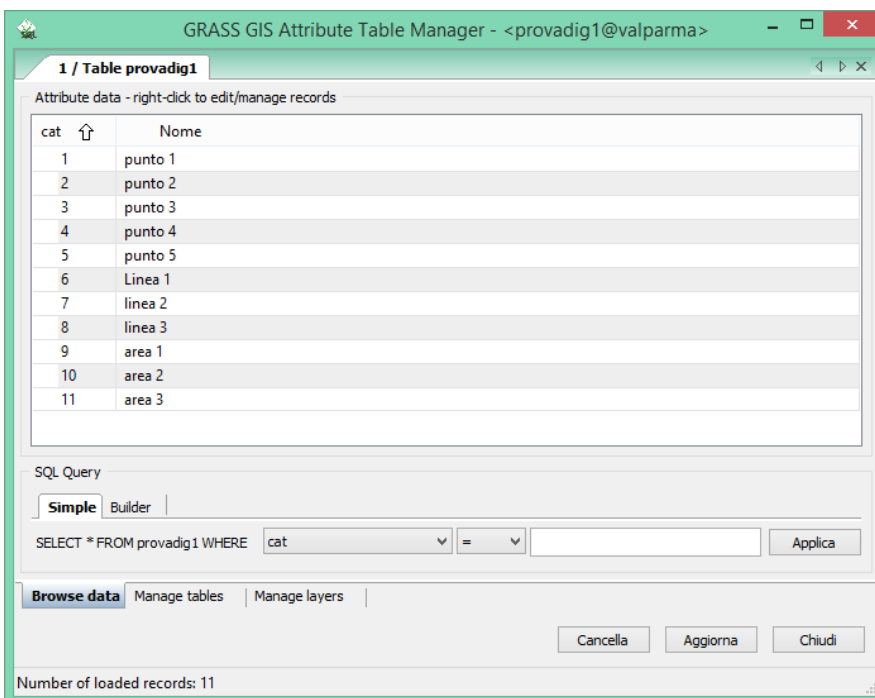 GRASS GIS Attribute Table Manager - <provadig1@valparma>
1 / Table provadig1
Attribute data - right-click to edit/manage records
cat Nome
1 punto 1
2 punto 2
3 punto 3
4 punto 4
5 punto 5
6 Linea 1
7 linea 2
8 linea 3
9 area 1
10 area 2
11 area 3
SQL Query
Simple Builder
SELECT * FROM provadig1 WHERE cat = Applica
Browse data Manage tables Manage layers
Cancella Aggiorna Chiudi
Number of loaded records: 11